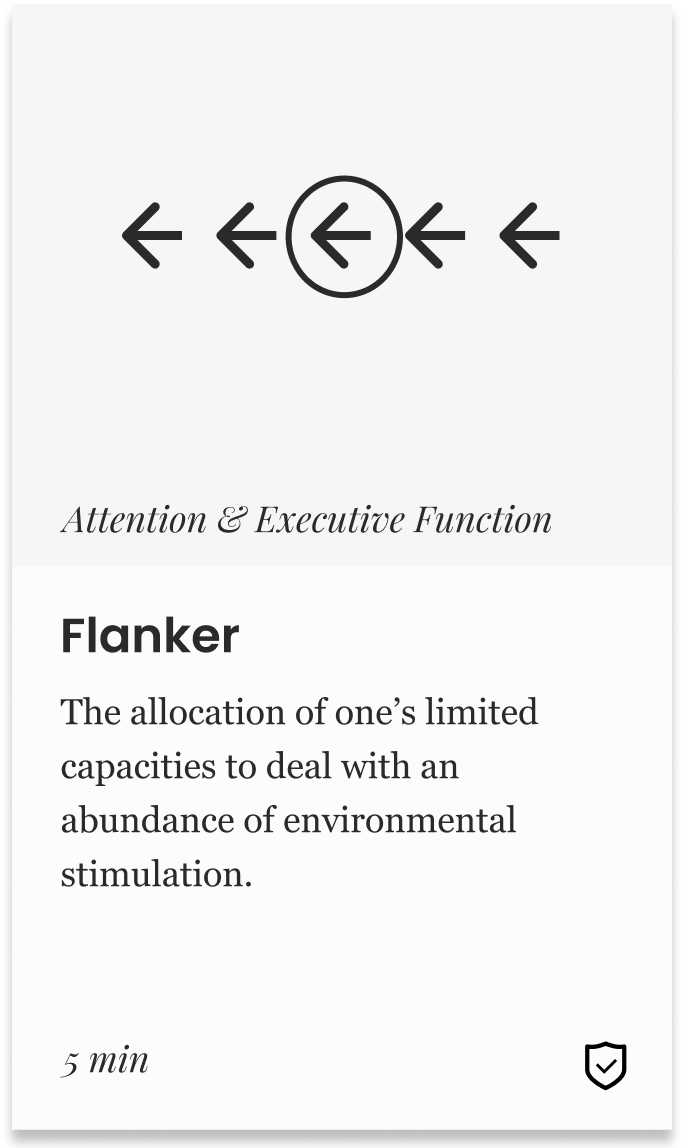 Attention & Executive Function
Flanker
The allocation of one’s limited
capacities to deal with an
abundance of environmental
stimulation.
5 min